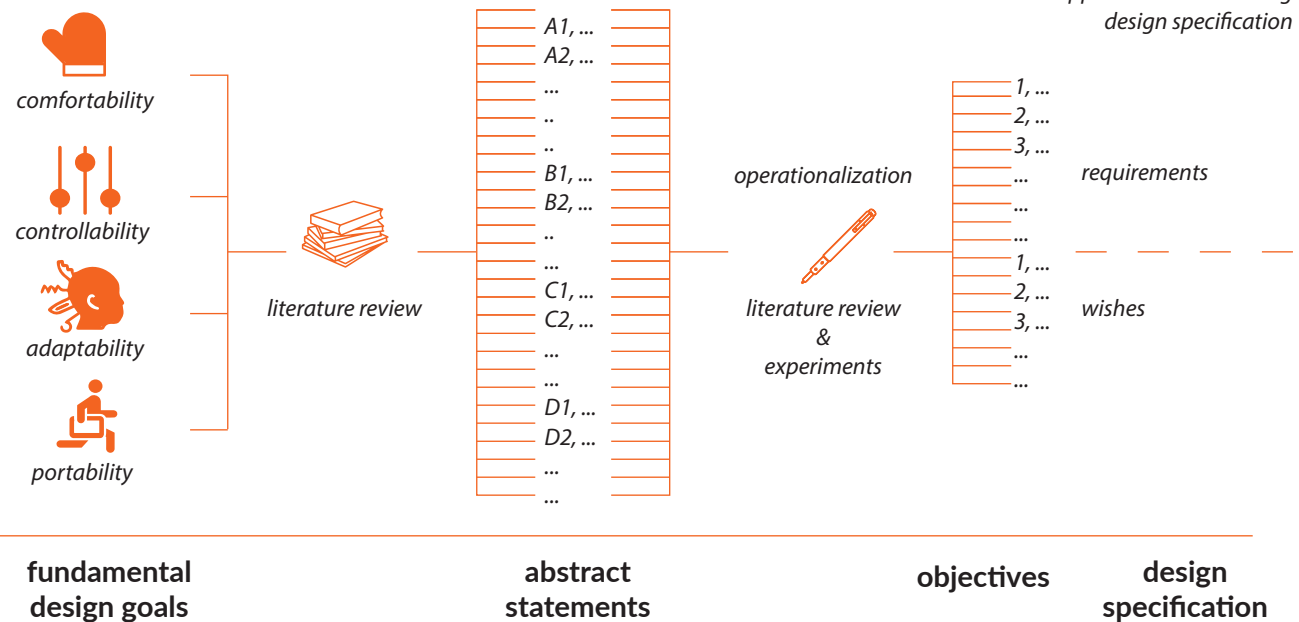 design specification
comfortability
controllability
adaptability
portability
literature review
A1, ...
A2, ...
...
..
..
B1, ...
B2, ...
..
...
C1, ...
C2, ...
...
...
D1, ...
D2, ...
...
...
operationalization
literature review
&
experiments
1, ...
2, ...
3, ...
...
...
...
1, ...
2, ...
3, ...
...
...
requirements
wishes
fundamental
design goals
abstract
statements
objectives
design
specification